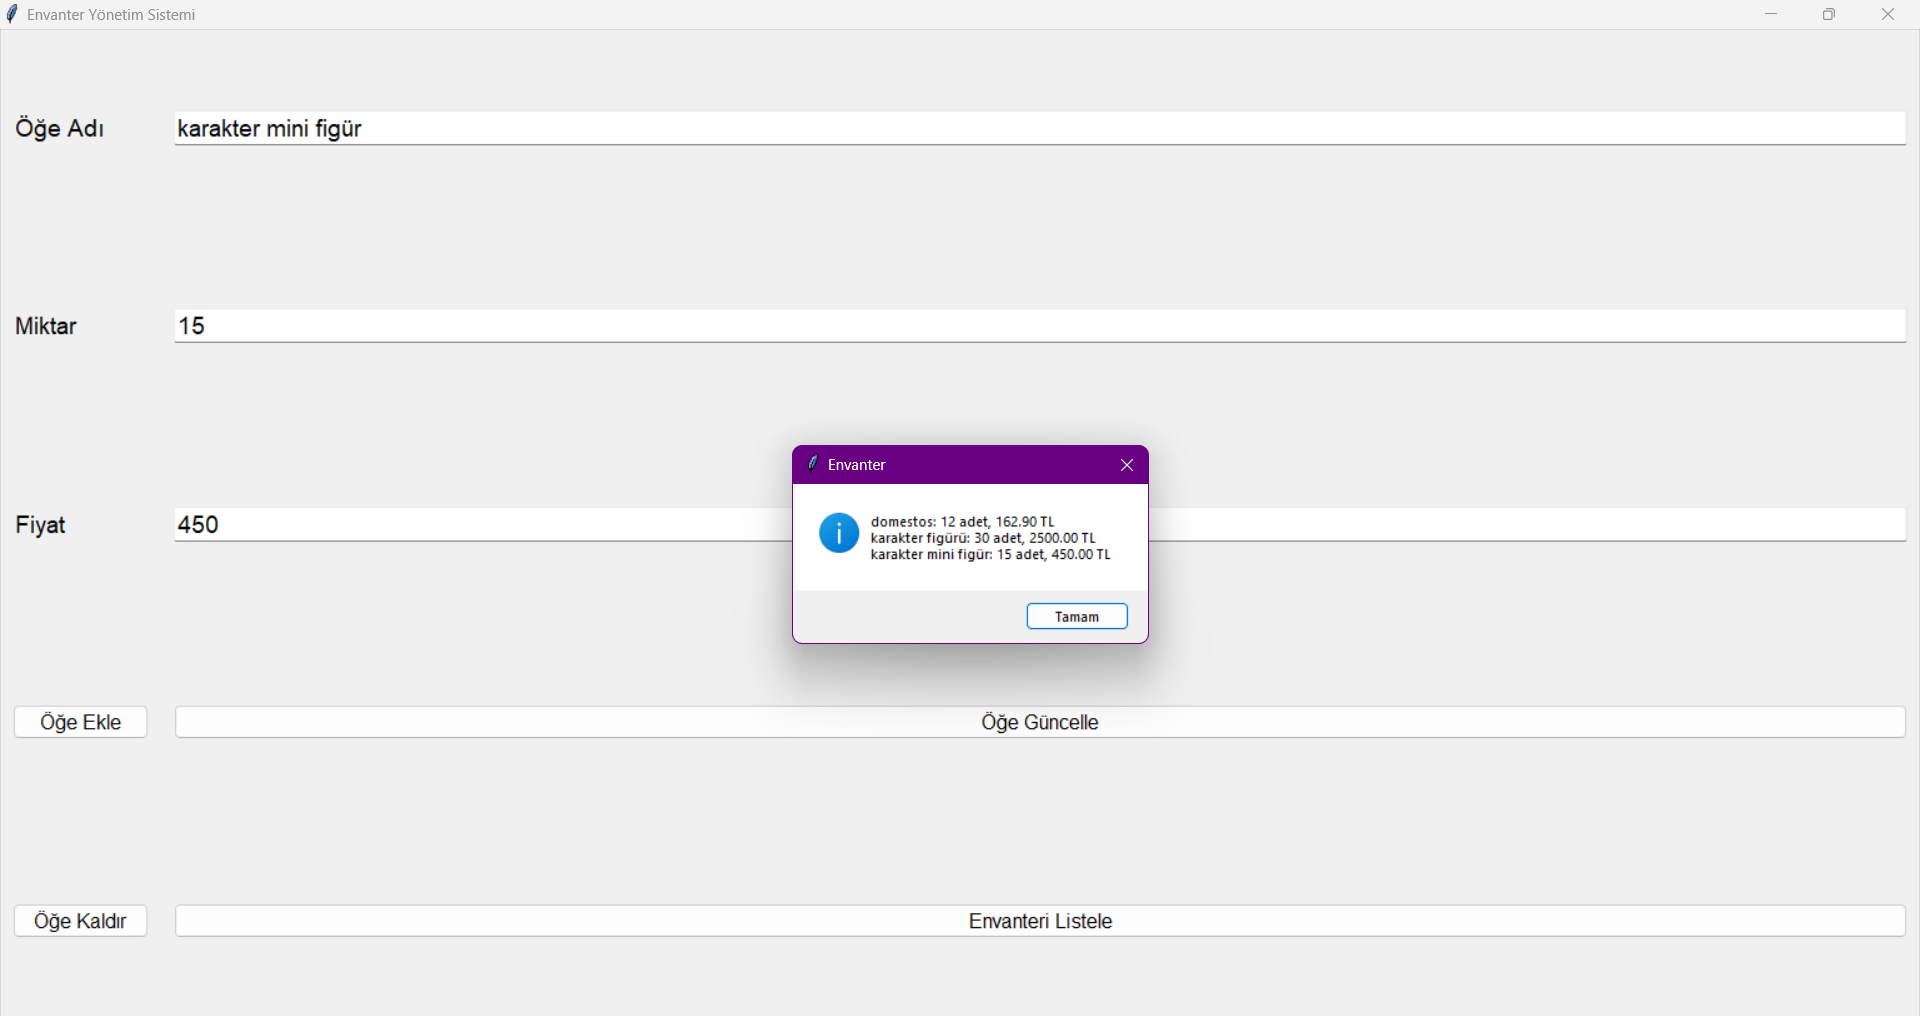 Envanter Yönetim Sistemi
Öğe Adı
karakter mini figür
Miktar
15
Fiyat
450
Envanter
domestos: 12 adet, 162.90 TL
karakter figürü: 30 adet, 2500.00 TL
karakter mini figür: 15 adet, 450.00 TL
Tamam
Öğe Ekle
Öğe Güncelle
Öğe Kaldır
Envanteri Listele